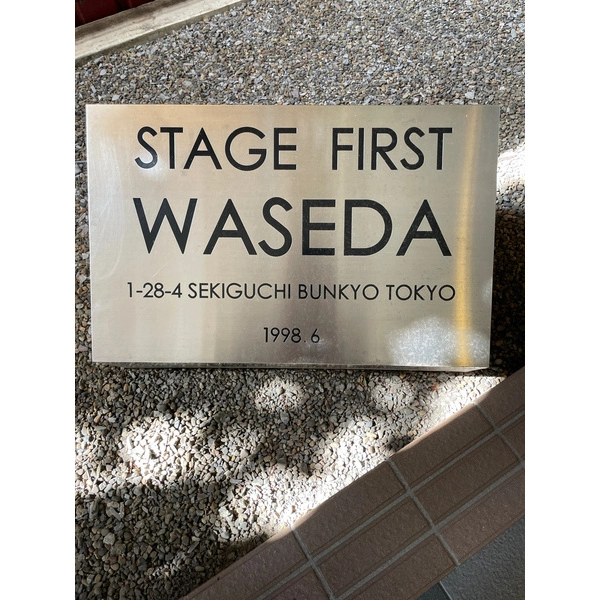 STAGE FIRST
WASEDA
1-28-4 SEKIGUCHI BUNKYO TOKYO
1998.6